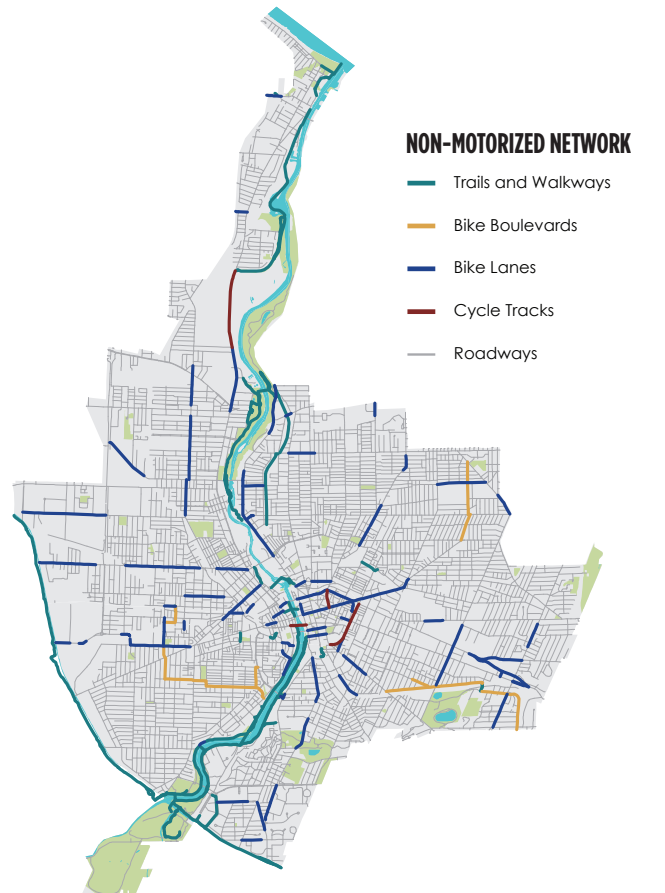 NON-MOTORIZED NETWORK
Trails and Walkways
Bike Boulevards
Bike Lanes
Cycle Tracks
Roadways